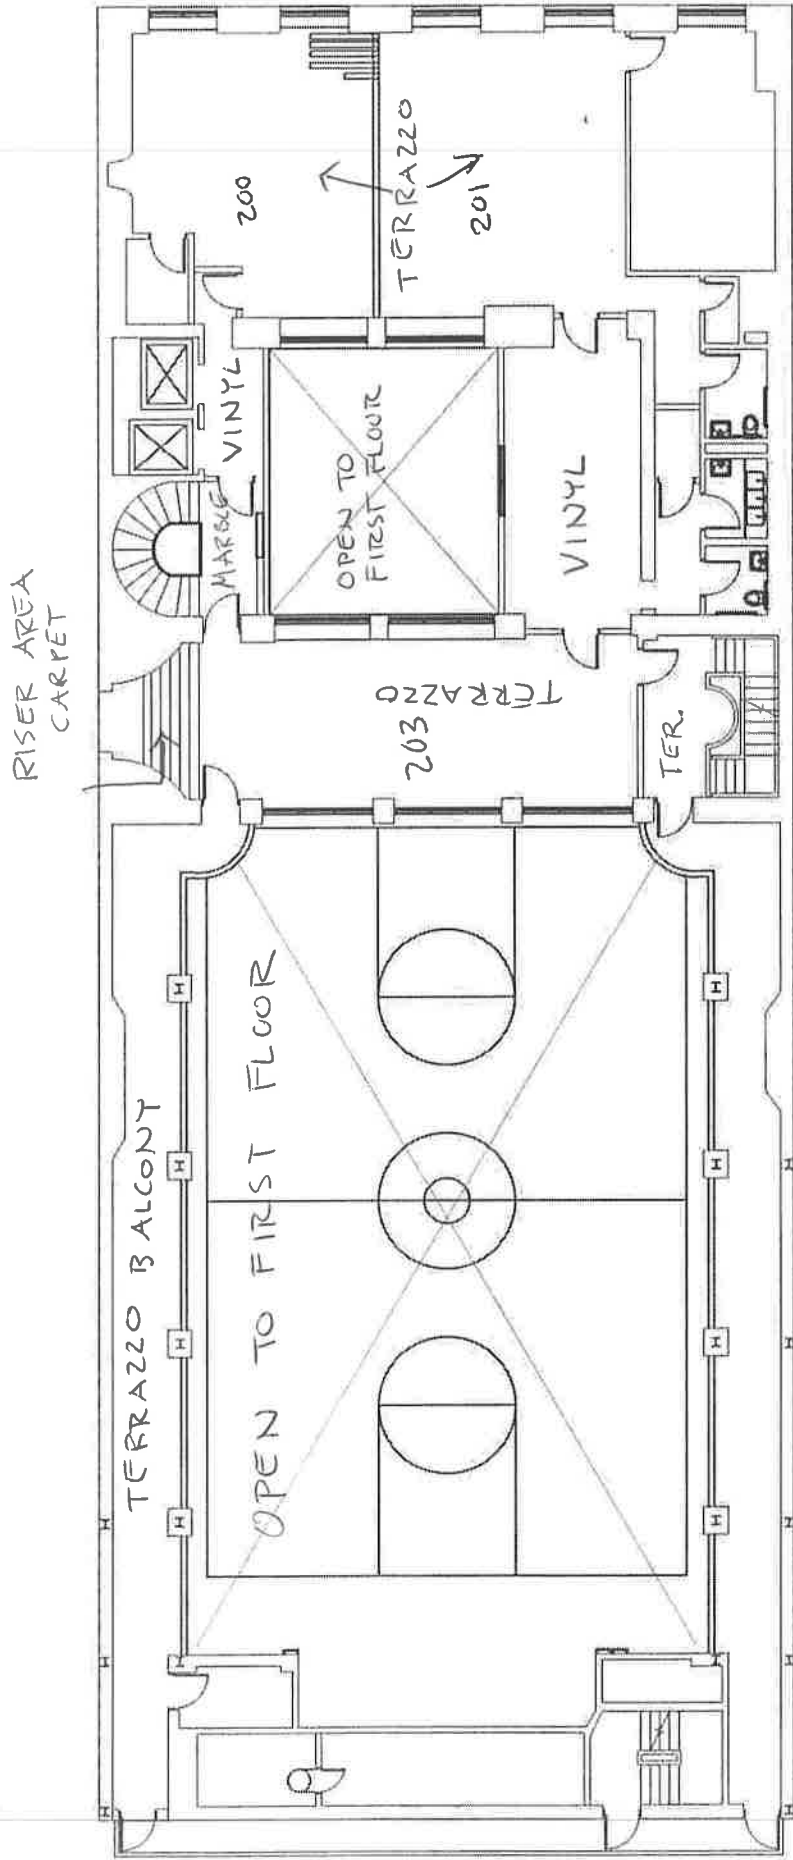 TERRAZZO
200
201
VINYL
OPEN TO
FIRST FLOOR
VINYL
MARBLE
RISER AREA
CARPET
TERRAZZO
203
TER.
TERRAZZO BALCONY
OPEN TO FIRST FLOOR
H
H
H
H
H
H
H
H